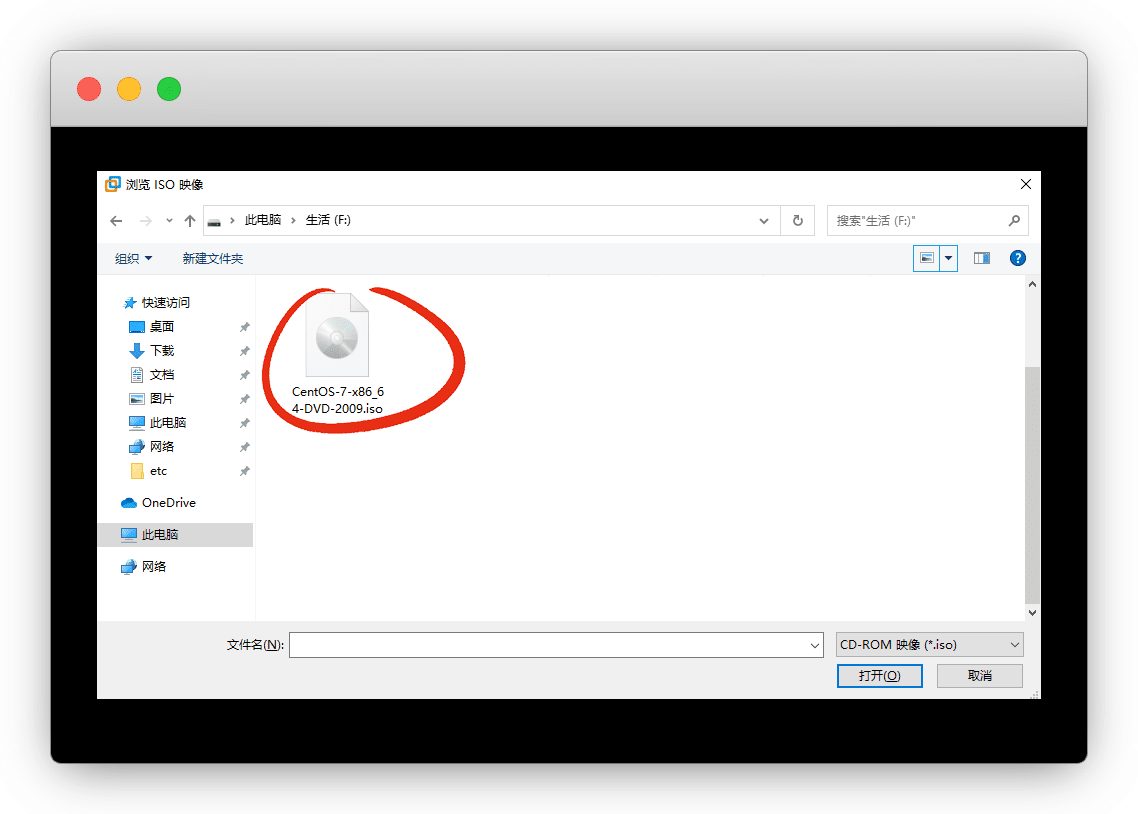 浏览 ISO 映像
此电脑 生活 (F:)
搜索"生活 (F:)"
组织 新建文件夹
快速访问
桌面
下载
文档
图片
此电脑
网络
etc
OneDrive
此电脑
网络
CentOS-7-x86_6
4-DVD-2009.iso
文件名(N):
CD-ROM 映像 (*.iso)
打开(O) 取消